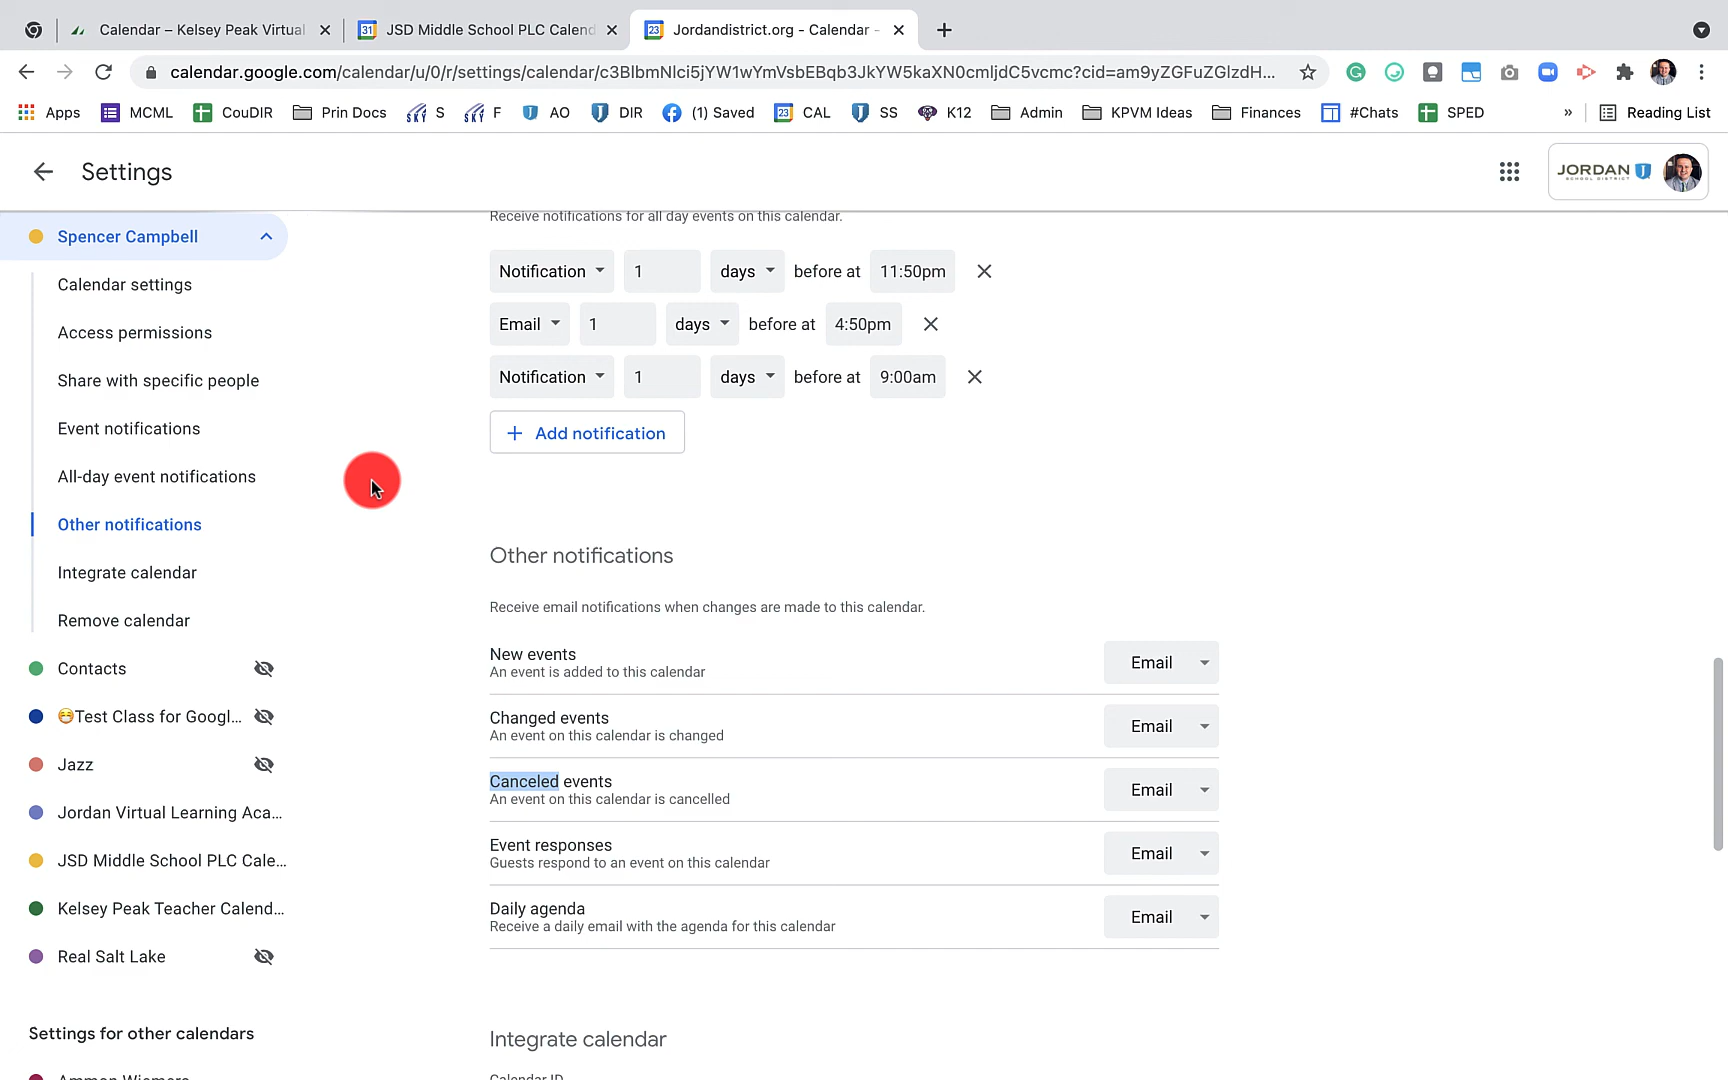 Calendar – Kelsey Peak Virtual
JSD Middle School PLC Calend
Jordandistrict.org - Calendar -
calendar.google.com/calendar/u/0/r/settings/calendar/c3BlbmNlci5jYW1wYmVsbEBqb3JkYW5kaXN0cmljdC5vcmc?cid=am9yZGFuZGlzdH...
Apps
MCML
CouDIR
Prin Docs
S
F
AO
DIR
(1) Saved
CAL
SS
K12
Admin
KPVM Ideas
Finances
#Chats
SPED
»
Reading List
Settings
JORDAN
SCHOOL DISTRICT
Spencer Campbell
Calendar settings
Access permissions
Share with specific people
Event notifications
All-day event notifications
Other notifications
Integrate calendar
Remove calendar
Contacts
😁Test Class for Googl...
Jazz
Jordan Virtual Learning Aca...
JSD Middle School PLC Cale...
Kelsey Peak Teacher Calend...
Real Salt Lake
Settings for other calendars
Receive notifications for all day events on this calendar.
Notification 1 days before at 11:50pm
Email 1 days before at 4:50pm
Notification 1 days before at 9:00am
Add notification
Other notifications
Receive email notifications when changes are made to this calendar.
New events
An event is added to this calendar
Email
Changed events
An event on this calendar is changed
Email
Canceled events
An event on this calendar is cancelled
Email
Event responses
Guests respond to an event on this calendar
Email
Daily agenda
Receive a daily email with the agenda for this calendar
Email
Integrate calendar
Calendar ID